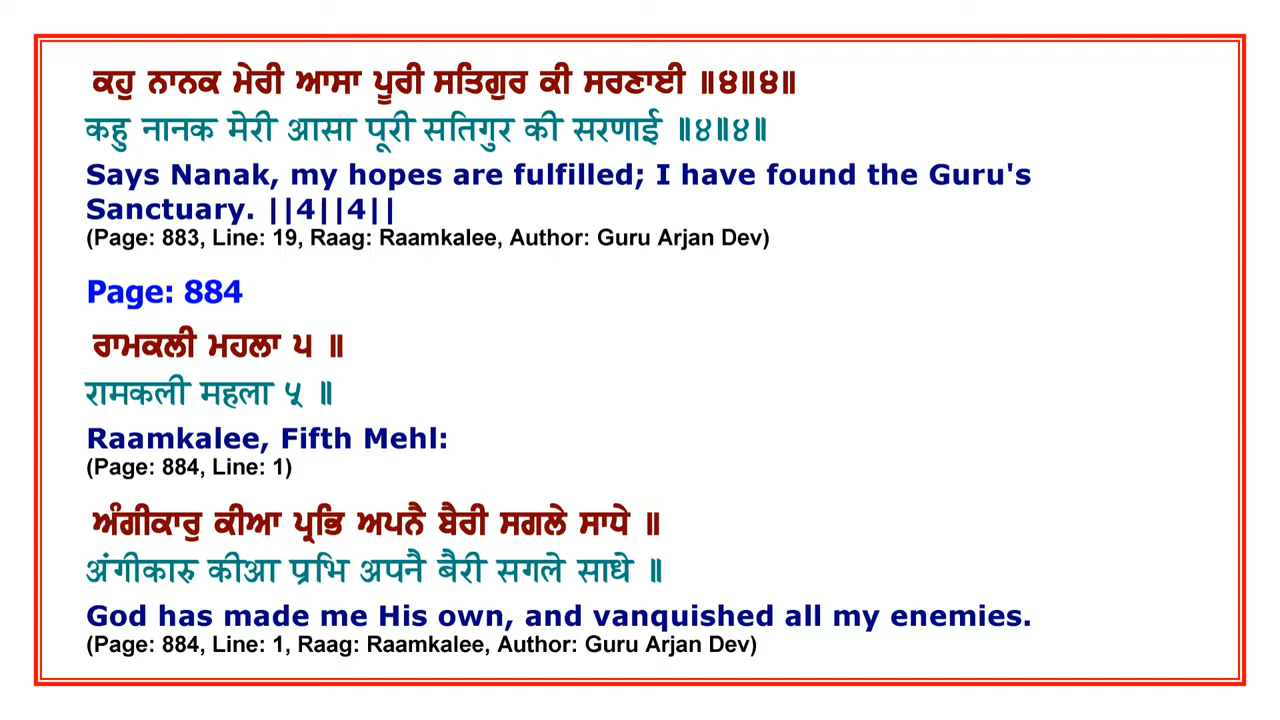 ਕਹੁ ਨਾਨਕ ਮੇਰੀ ਆਸਾ ਪੂਰੀ ਸਤਿਗੁਰ ਕੀ ਸਰਣਾਈ ॥੪॥੪॥
कहु नानक मेरी आसा पूरी सतिगुर की सरणाई ॥४॥४॥
Says Nanak, my hopes are fulfilled; I have found the Guru's
Sanctuary. ||4||4||
(Page: 883, Line: 19, Raag: Raamkalee, Author: Guru Arjan Dev)
Page: 884
ਰਾਮਕਲੀ ਮਹਲਾ ੫ ॥
रामकली महला ५ ॥
Raamkalee, Fifth Mehl:
(Page: 884, Line: 1)
ਅੰਗੀਕਾਰੁ ਕੀਆ ਪ੍ਰਭਿ ਅਪਨੈ ਬੈਰੀ ਸਗਲੇ ਸਾਧੇ ॥
अंगीकारु कीआ प्रभि अपनै बैरी सगले साधे ॥
God has made me His own, and vanquished all my enemies.
(Page: 884, Line: 1, Raag: Raamkalee, Author: Guru Arjan Dev)